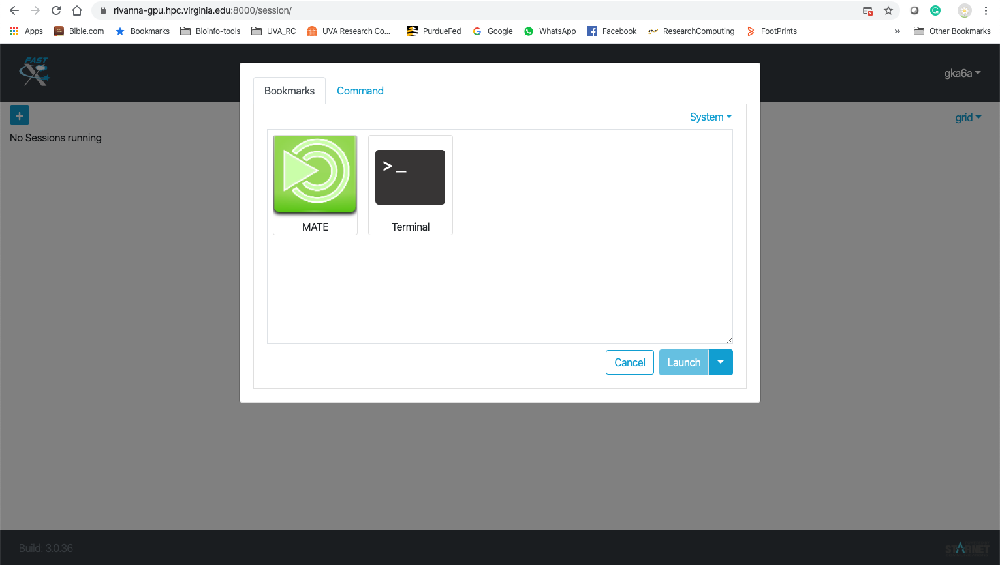 rivanna-gpu.hpc.virginia.edu:8000/session/
Apps Bible.com Bookmarks Bioinfo-tools UVA_RC UVA Research Co... PurdueFed Google WhatsApp Facebook ResearchComputing FootPrints » Other Bookmarks
FAST
X
gka6a
Bookmarks Command
System
grid
No Sessions running
>_
MATE Terminal
Cancel Launch
Build: 3.0.36
STARNET